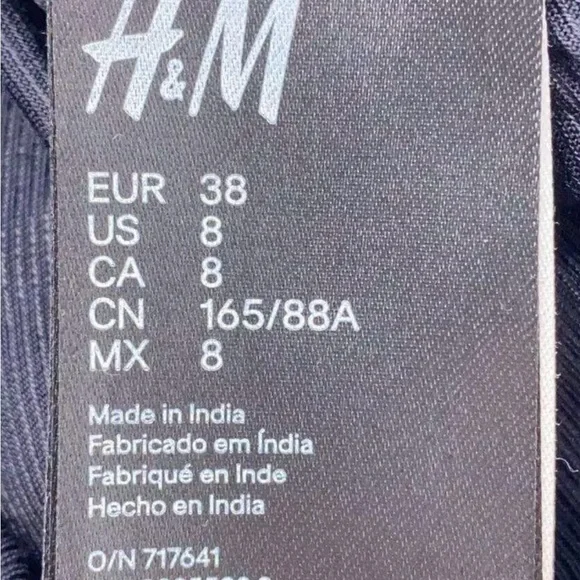 H&M
EUR 38
US 8
CA 8
CN 165/88A
MX 8
Made in India
Fabricado em Índia
Fabriqué en Inde
Hecho en India
O/N 717641